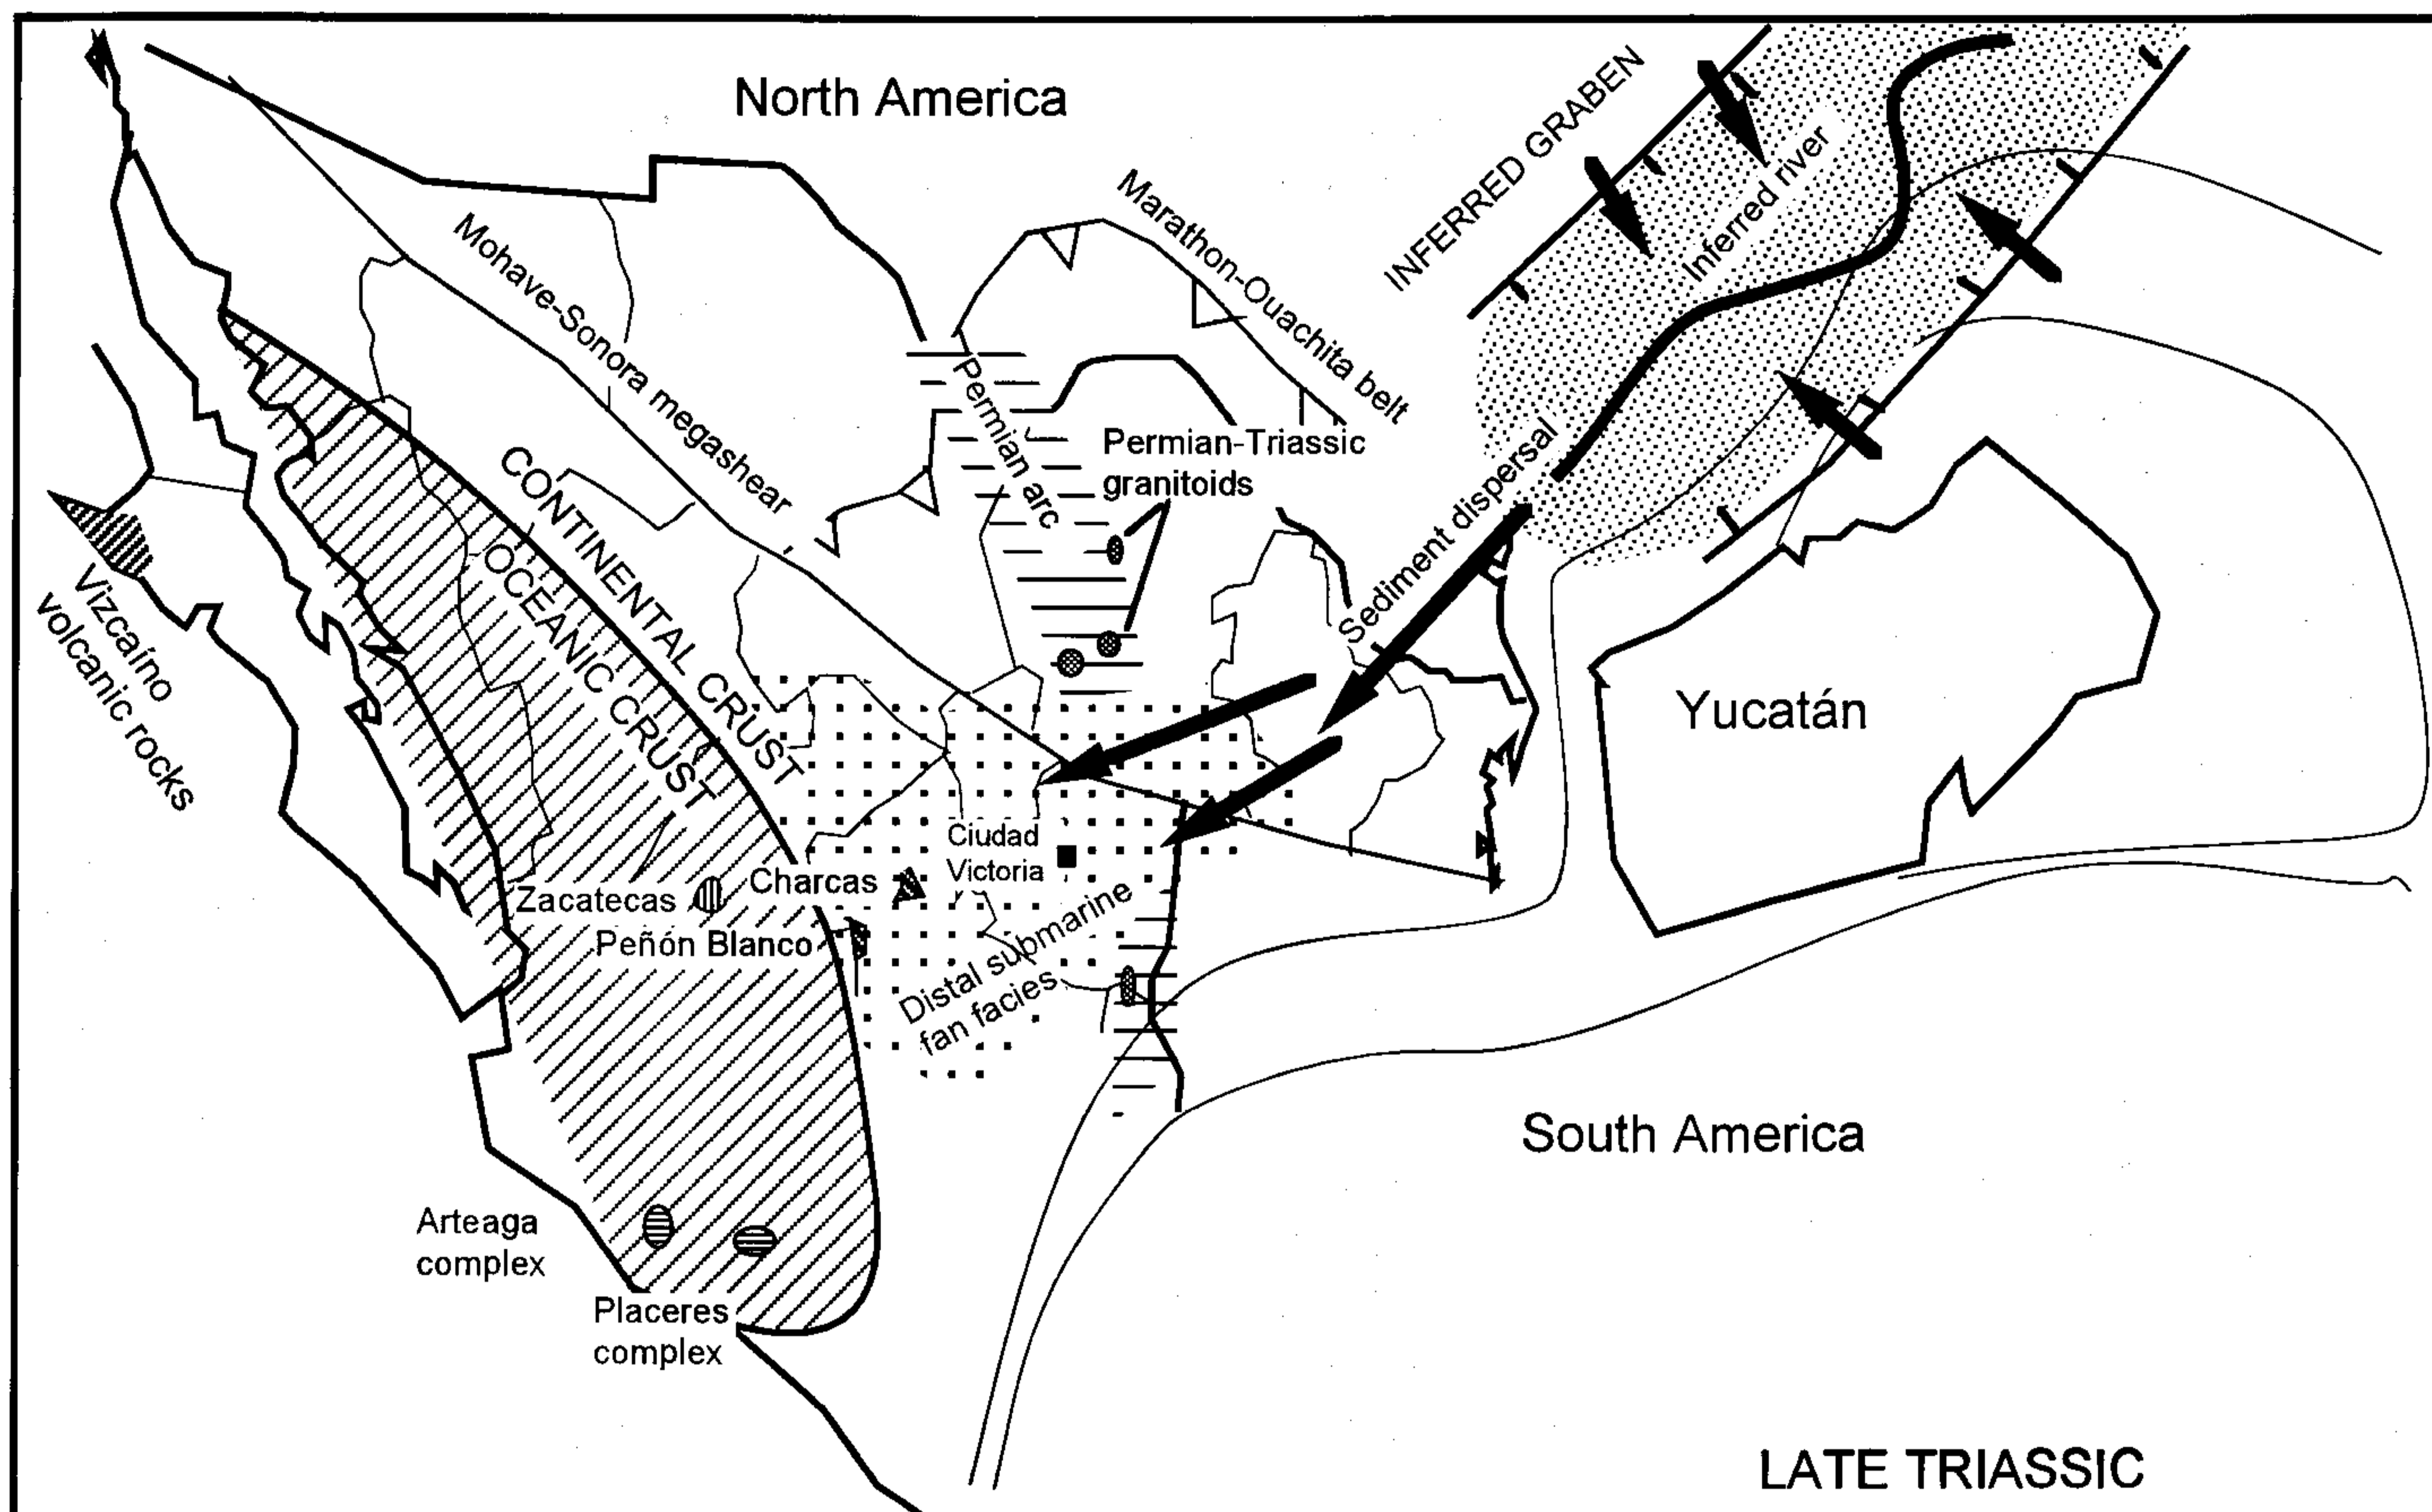 North America
INFERRED GRABEN
Inferred river
Marathon-Ouachita belt
Mohave-Sonora megashear
Permian arc
Permian-Triassic
granitoids
Sediment dispersal
CONTINENTAL CRUST
OCEANIC CRUST
Vizcaíno
volcanic rocks
Yucatán
Ciudad
Victoria
Charcas
Zacatecas
Peñón Blanco
Distal submarine
fan facies
South America
Arteaga
complex
Placeres
complex
LATE TRIASSIC